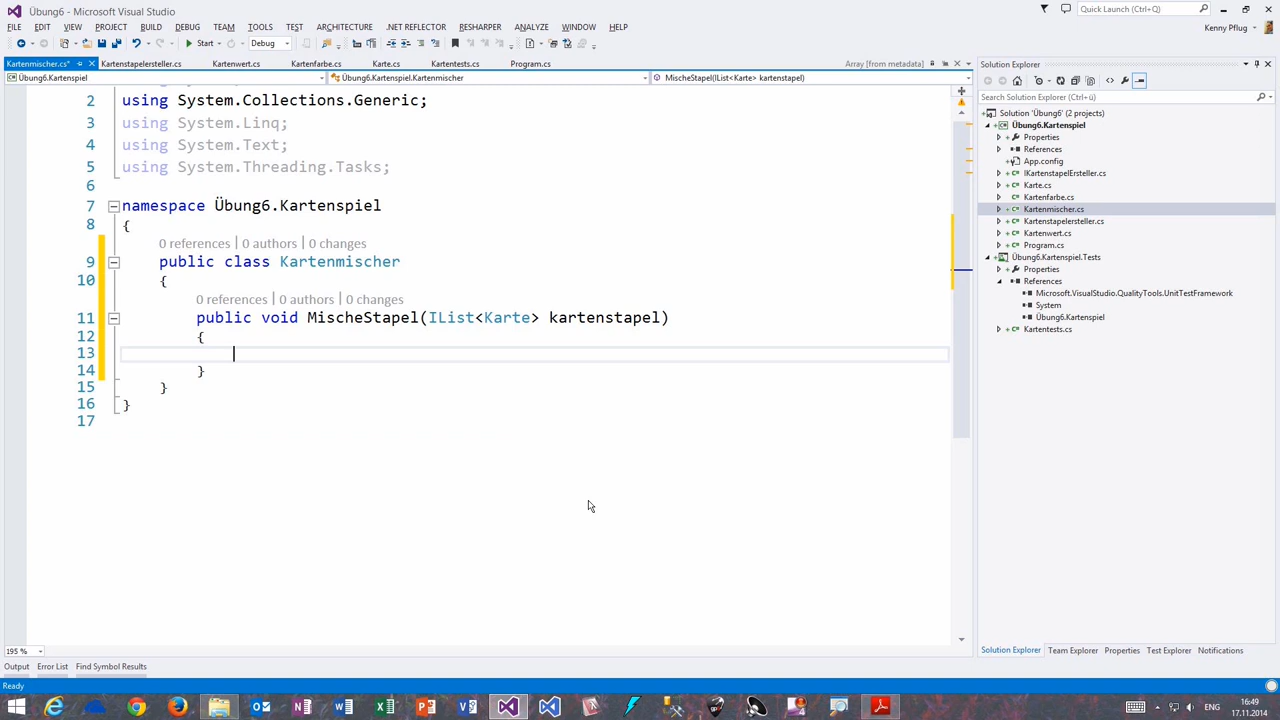 Übung6 - Microsoft Visual Studio
Quick Launch (Ctrl+Q)
FILE EDIT VIEW PROJECT BUILD DEBUG TEAM TOOLS TEST ARCHITECTURE .NET REFLECTOR RESHARPER ANALYZE WINDOW HELP
Kenny Pflug
Start Debug
Kartenmischer.cs* Kartenstapelersteller.cs Kartenwert.cs Kartenfarbe.cs Karte.cs Kartentests.cs Program.cs Array [from metadata]
Übung6.Kartenspiel Übung6.Kartenspiel.Kartenmischer MischeStapel(IList<Karte> kartenstapel)
2 using System.Collections.Generic;
3 using System.Linq;
4 using System.Text;
5 using System.Threading.Tasks;
6
7 namespace Übung6.Kartenspiel
8 {
0 references | 0 authors | 0 changes
9 public class Kartenmischer
10 {
0 references | 0 authors | 0 changes
11 public void MischeStapel(IList<Karte> kartenstapel)
12 {
13
14 }
15 }
16 }
17
195 %
Output Error List Find Symbol Results
Ready
Solution Explorer
Search Solution Explorer (Ctrl+ü)
Solution 'Übung6' (2 projects)
Übung6.Kartenspiel
Properties
References
App.config
IKartenstapelErsteller.cs
Karte.cs
Kartenfarbe.cs
Kartenmischer.cs
Kartenstapelersteller.cs
Kartenwert.cs
Program.cs
Übung6.Kartenspiel.Tests
Properties
References
Microsoft.VisualStudio.QualityTools.UnitTestFramework
System
Übung6.Kartenspiel
Kartentests.cs
Solution Explorer Team Explorer Properties Test Explorer Notifications
ENG
16:49
17.11.2014